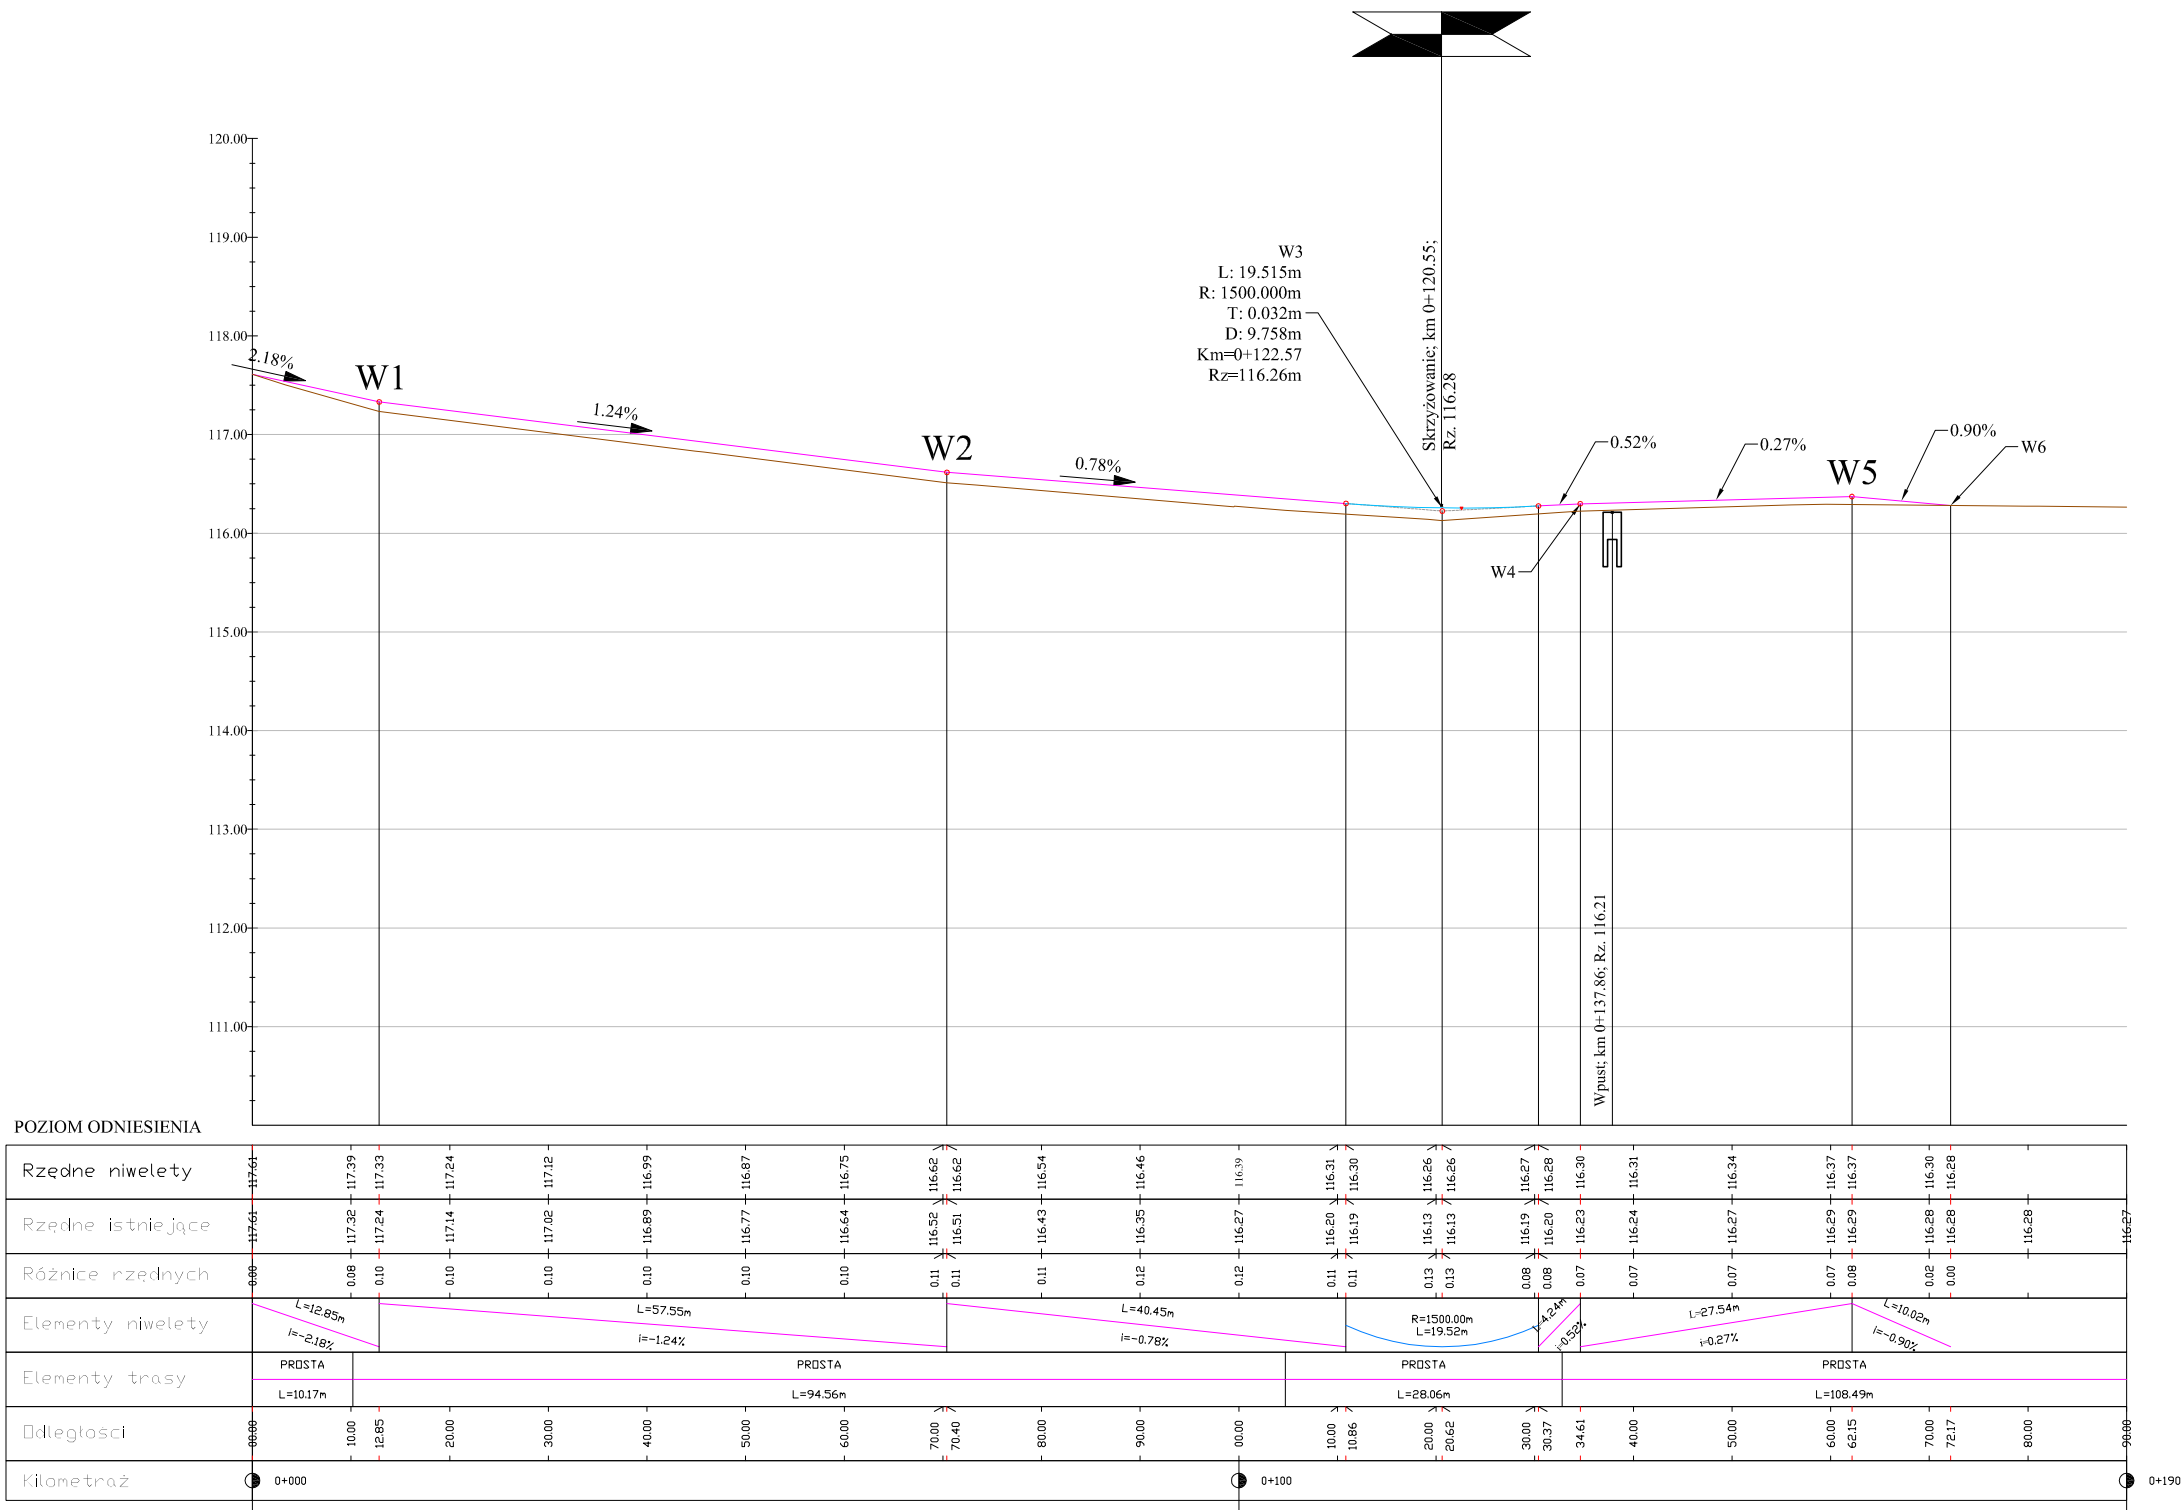 120.00
119.00
118.00
117.00
116.00
115.00
114.00
113.00
112.00
111.00
2.18%
W1
1.24%
W2
0.78%
W3
L: 19.515m
R: 1500.000m
T: 0.032m
D: 9.758m
Km=0+122.57
Rz=116.26m
Skrzyżowanie; km 0+120.55;
Rz. 116.28
0.52%
0.27%
W5
0.90%
W6
W4
Wpust; km 0+137.86; Rz. 116.21
POZIOM ODNIESIENIA
Rzędne niwelety
117.61 117.39 117.33 117.24 117.12 116.99 116.87 116.75 116.62 116.62 116.54 116.46 116.39 116.31 116.30 116.26 116.26 116.27 116.28 116.30 116.31 116.34 116.37 116.37 116.30 116.28
Rzędne istniejące
117.61 117.32 117.24 117.14 117.02 116.89 116.77 116.64 116.52 116.51 116.43 116.35 116.27 116.20 116.19 116.13 116.13 116.19 116.20 116.23 116.24 116.27 116.29 116.29 116.28 116.28 116.28 116.27
Różnice rzędnych
0.00 0.08 0.10 0.10 0.10 0.10 0.10 0.10 0.11 0.11 0.11 0.12 0.12 0.11 0.11 0.13 0.13 0.08 0.08 0.07 0.07 0.07 0.07 0.08 0.02 0.00
Elementy niwelety
L=12.85m
i=-2.18%
L=57.55m
i=-1.24%
L=40.45m
i=-0.78%
R=1500.00m
L=19.52m
L=4.24m
i=0.52%
L=27.54m
i=0.27%
L=10.02m
i=-0.90%
Elementy trasy
PROSTA
L=10.17m
PROSTA
L=94.56m
PROSTA
L=28.06m
PROSTA
L=108.49m
Odległości
00.00 10.00 12.85 20.00 30.00 40.00 50.00 60.00 70.00 70.40 80.00 90.00 00.00 10.00 10.86 20.00 20.62 30.00 30.37 34.61 40.00 50.00 60.00 62.15 70.00 72.17 80.00 90.00
Kilometraż
0+000
0+100
0+190